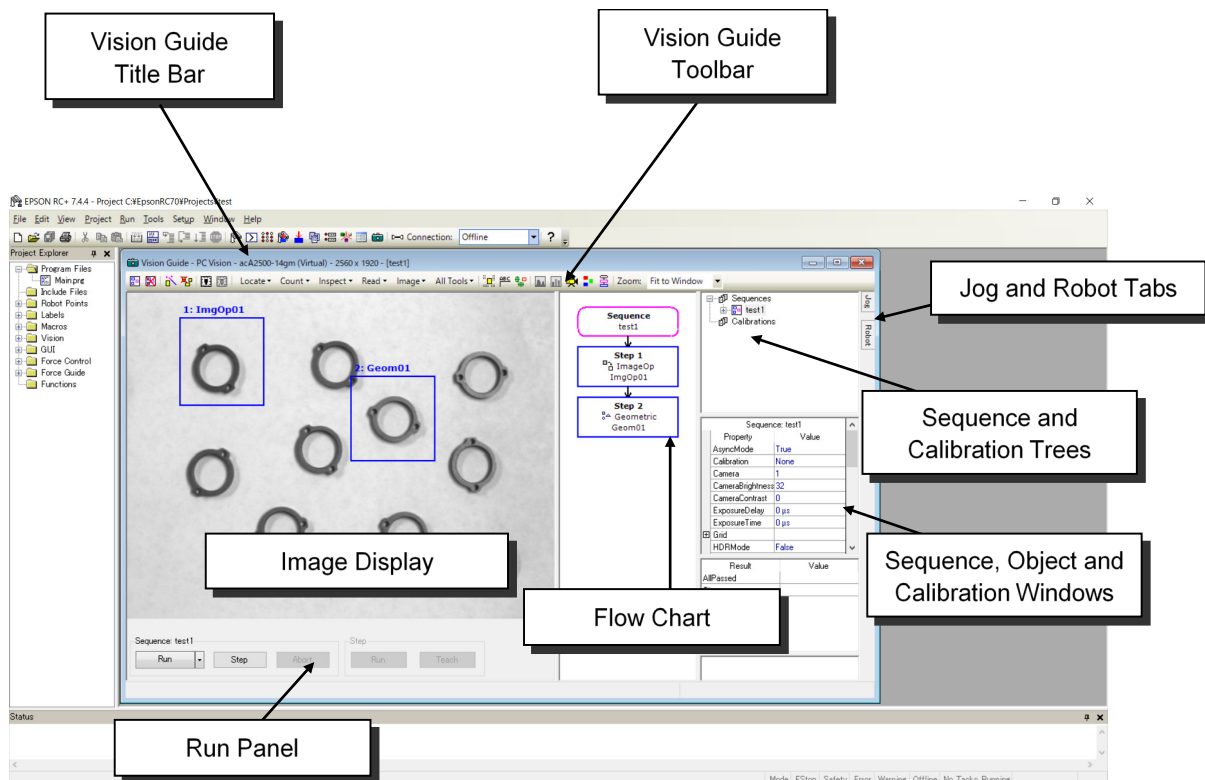 Vision Guide
Title Bar
Vision Guide
Toolbar
EPSON RC+ 7.4.4 - Project C:¥EpsonRC70¥Projects¥test
File Edit View Project Run Tools Setup Window Help
Connection: Offline
Project Explorer
Program Files
Main.prg
Include Files
Robot Points
Labels
Macros
Vision
GUI
Force Control
Force Guide
Functions
Vision Guide - PC Vision - acA2500-14gm (Virtual) - 2560 x 1920 - [test1]
Locate Count Inspect Read Image All Tools Zoom: Fit to Window
1: ImgOp01
2: Geom01
Sequence
test1
Step 1
ImageOp
ImgOp01
Step 2
Geometric
Geom01
Sequences
test1
Calibrations
Jog
Robot
Jog and Robot Tabs
Sequence and
Calibration Trees
Sequence: test1
Property Value
AsyncMode True
Calibration None
Camera 1
CameraBrightness 32
CameraContrast 0
ExposureDelay 0 µs
ExposureTime 0 µs
Grid
HDRMode False
Result Value
AllPassed
Sequence, Object and
Calibration Windows
Image Display
Flow Chart
Sequence: test1
Run Step Abort
Step
Run Teach
Status
Run Panel
Mode EStop Safety Error Warning Offline No Tasks Running